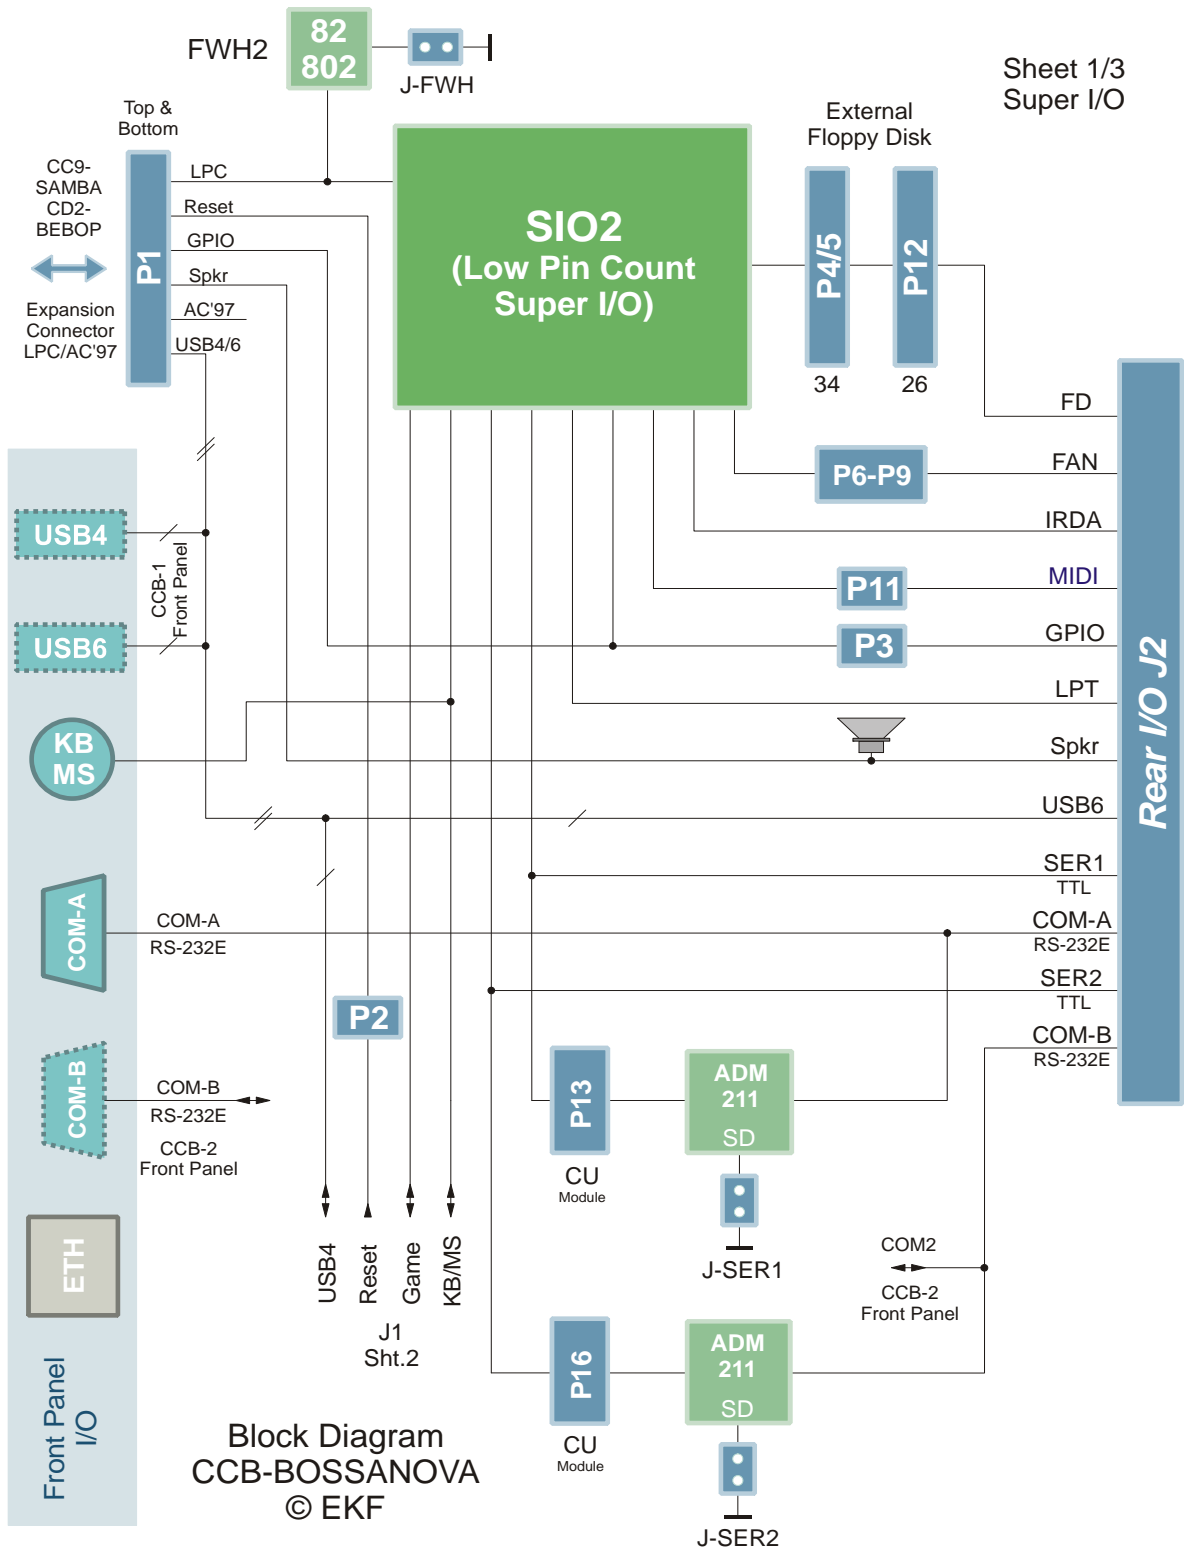 FWH2
82
802
J-FWH
Sheet 1/3
Super I/O
Top &
Bottom
External
Floppy Disk
CC9-
SAMBA
CD2-
BEBOP
Expansion
Connector
LPC/AC'97
P1
LPC
Reset
GPIO
Spkr
AC'97
USB4/6
SIO2
(Low Pin Count
Super I/O)
P4/5
P12
34
26
FD
FAN
IRDA
MIDI
GPIO
LPT
Spkr
USB6
SER1
TTL
COM-A
RS-232E
SER2
TTL
COM-B
RS-232E
Rear I/O J2
P6-P9
P11
P3
USB4
USB6
CCB-1
Front Panel
KB
MS
COM-A
COM-A
RS-232E
COM-B
COM-B
RS-232E
CCB-2
Front Panel
ETH
Front Panel
I/O
P2
USB4
Reset
Game
KB/MS
J1
Sht.2
P13
CU
Module
ADM
211
SD
J-SER1
COM2
CCB-2
Front Panel
P16
CU
Module
ADM
211
SD
J-SER2
Block Diagram
CCB-BOSSANOVA
© EKF